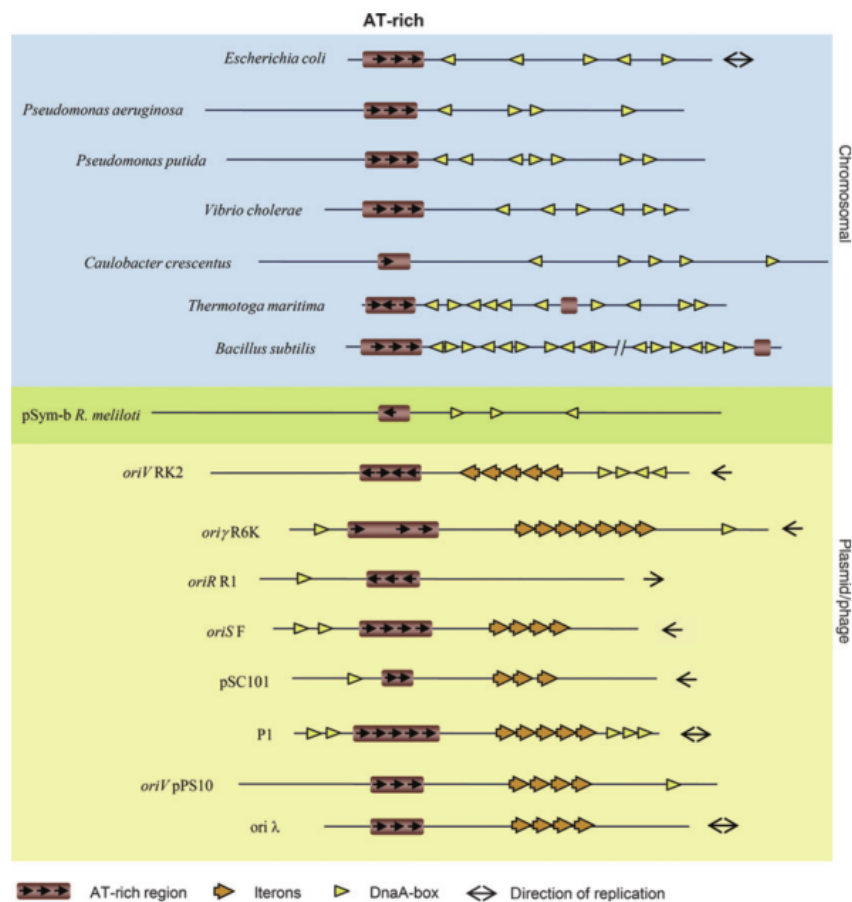 AT-rich
Escherichia coli
Pseudomonas aeruginosa
Pseudomonas putida
Vibrio cholerae
Caulobacter crescentus
Thermotoga maritima
Bacillus subtilis
//
Chromosomal
pSym-b R. meliloti
oriV RK2
oriγ R6K
oriR R1
oriS F
pSC101
P1
oriV pPS10
ori λ
Plasmid/phage
AT-rich region
Iterons
DnaA-box
Direction of replication